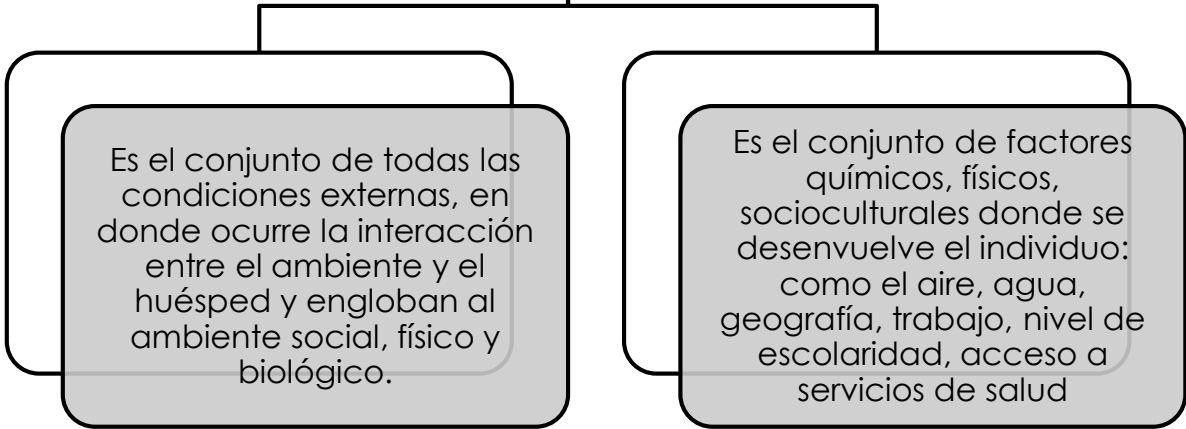 Es el conjunto de todas las
condiciones externas, en
donde ocurre la interacción
entre el ambiente y el
huésped y engloban al
ambiente social, físico y
biológico.
Es el conjunto de factores
químicos, físicos,
socioculturales donde se
desenvuelve el individuo:
como el aire, agua,
geografía, trabajo, nivel de
escolaridad, acceso a
servicios de salud